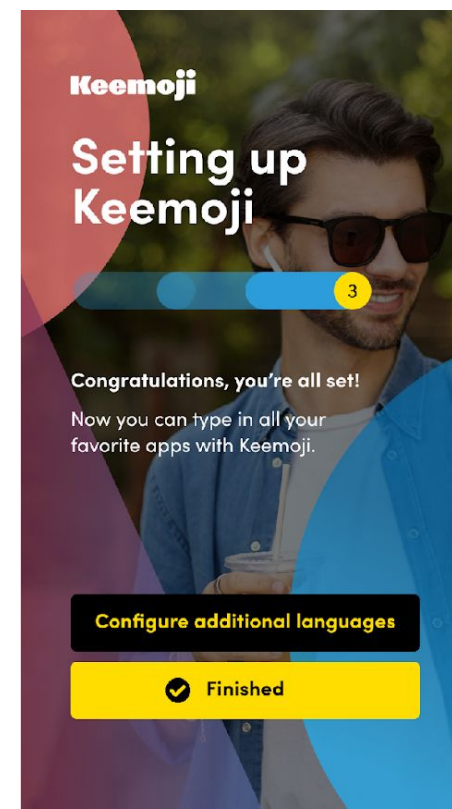 Keemoji
Setting up
Keemoji
3
Congratulations, you're all set!
Now you can type in all your
favorite apps with Keemoji.
Configure additional languages
Finished